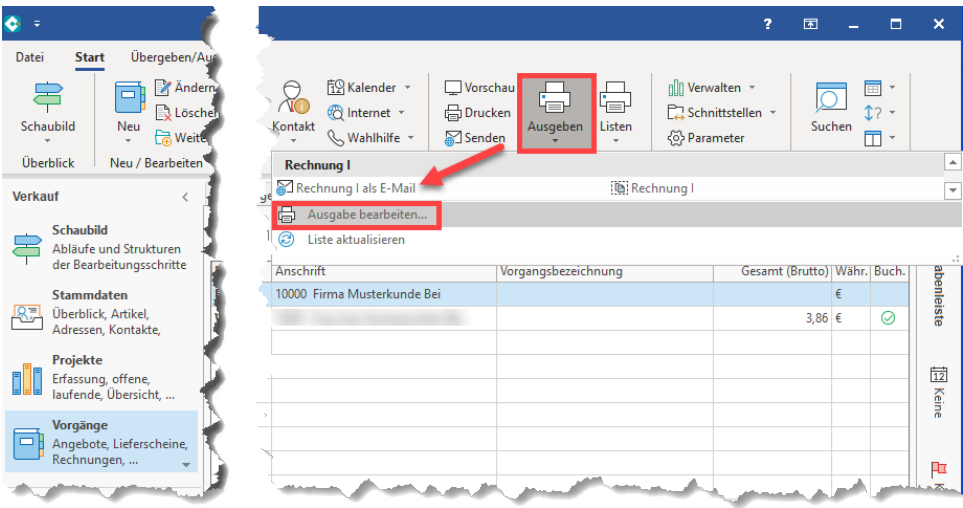 ?
Datei Start Übergeben/Au
Schaubild
Überblick
Neu
Ändern
Lösche
Weite
Neu / Bearbeiten
Kontakt
Kalender
Internet
Wahlhilfe
Vorschau
Drucken
Senden
Ausgeben
Listen
Verwalten
Schnittstellen
Parameter
Suchen
Rechnung I
Rechnung I als E-Mail Rechnung I
Ausgabe bearbeiten...
Liste aktualisieren
Verkauf
Schaubild
Abläufe und Strukturen
der Bearbeitungsschritte
Stammdaten
Überblick, Artikel,
Adressen, Kontakte,
Projekte
Erfassung, offene,
laufende, Übersicht, ...
Vorgänge
Angebote, Lieferscheine,
Rechnungen, ...
Anschrift Vorgangsbezeichnung Gesamt (Brutto) Währ. Buch.
10000 Firma Musterkunde Bei €
3,86 €
abenleiste
12
Keine